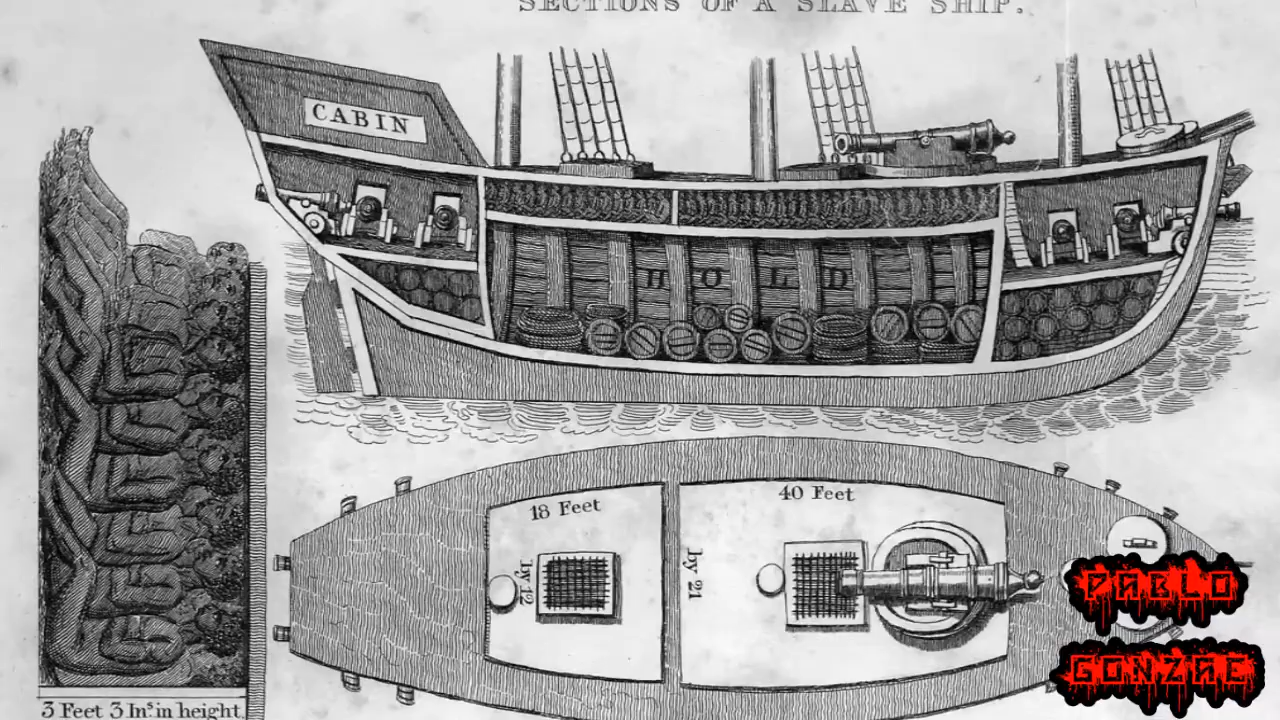 SECTIONS OF A SLAVE SHIP.
CABIN
HOLD
18 Feet
by 12
40 Feet
by 21
3 Feet 3 Inˢ. in height
PABLO
GONZAE